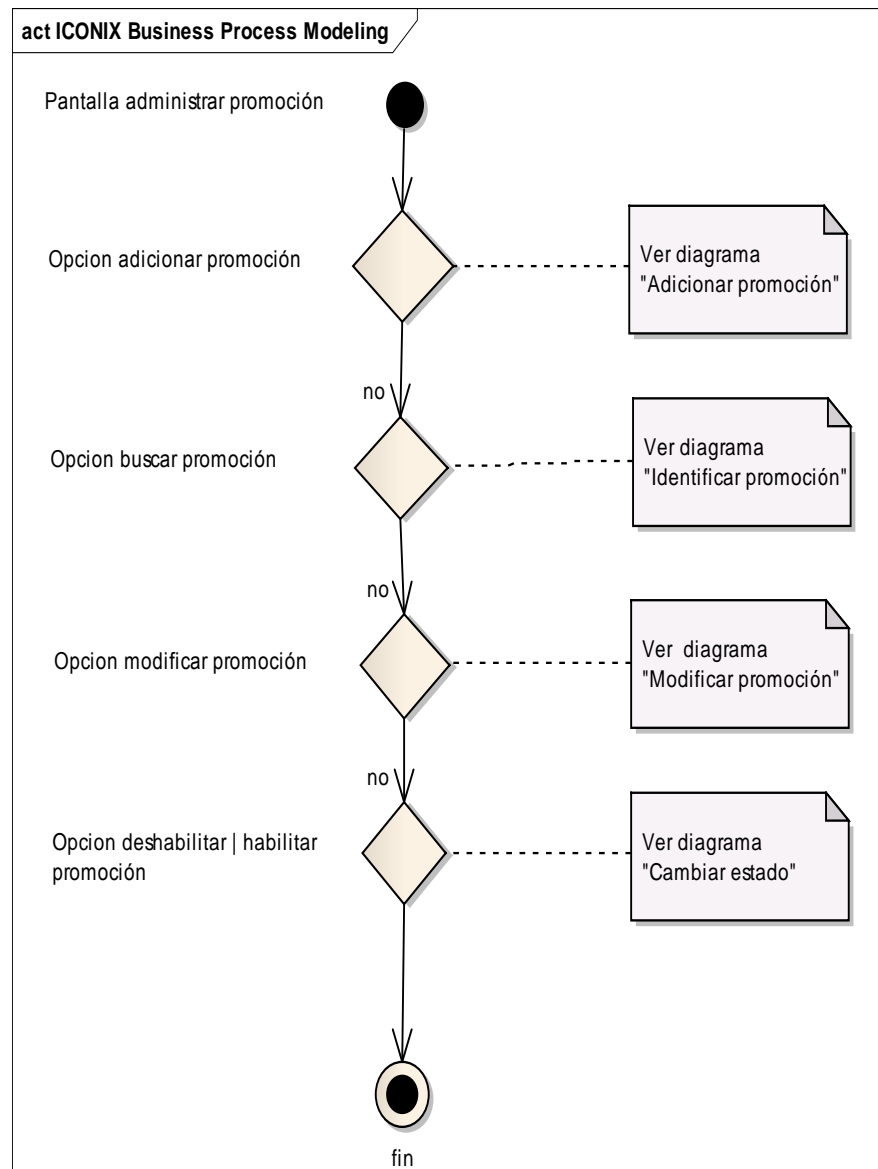 act ICONIX Business Process Modeling
Pantalla administrar promoción
Opcion adicionar promoción
Ver diagrama
"Adicionar promoción"
no
Opcion buscar promoción
Ver diagrama
"Identificar promoción"
no
Opcion modificar promoción
Ver diagrama
"Modificar promoción"
no
Opcion deshabilitar | habilitar
promoción
Ver diagrama
"Cambiar estado"
fin